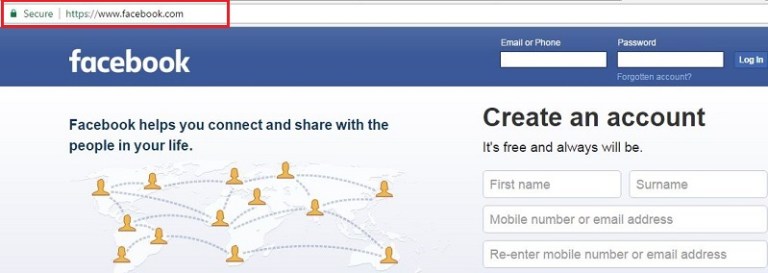 Secure | https://www.facebook.com
facebook
Email or Phone
Password
Log In
Forgotten account?
Facebook helps you connect and share with the
people in your life.
Create an account
It's free and always will be.
First name
Surname
Mobile number or email address
Re-enter mobile number or email address